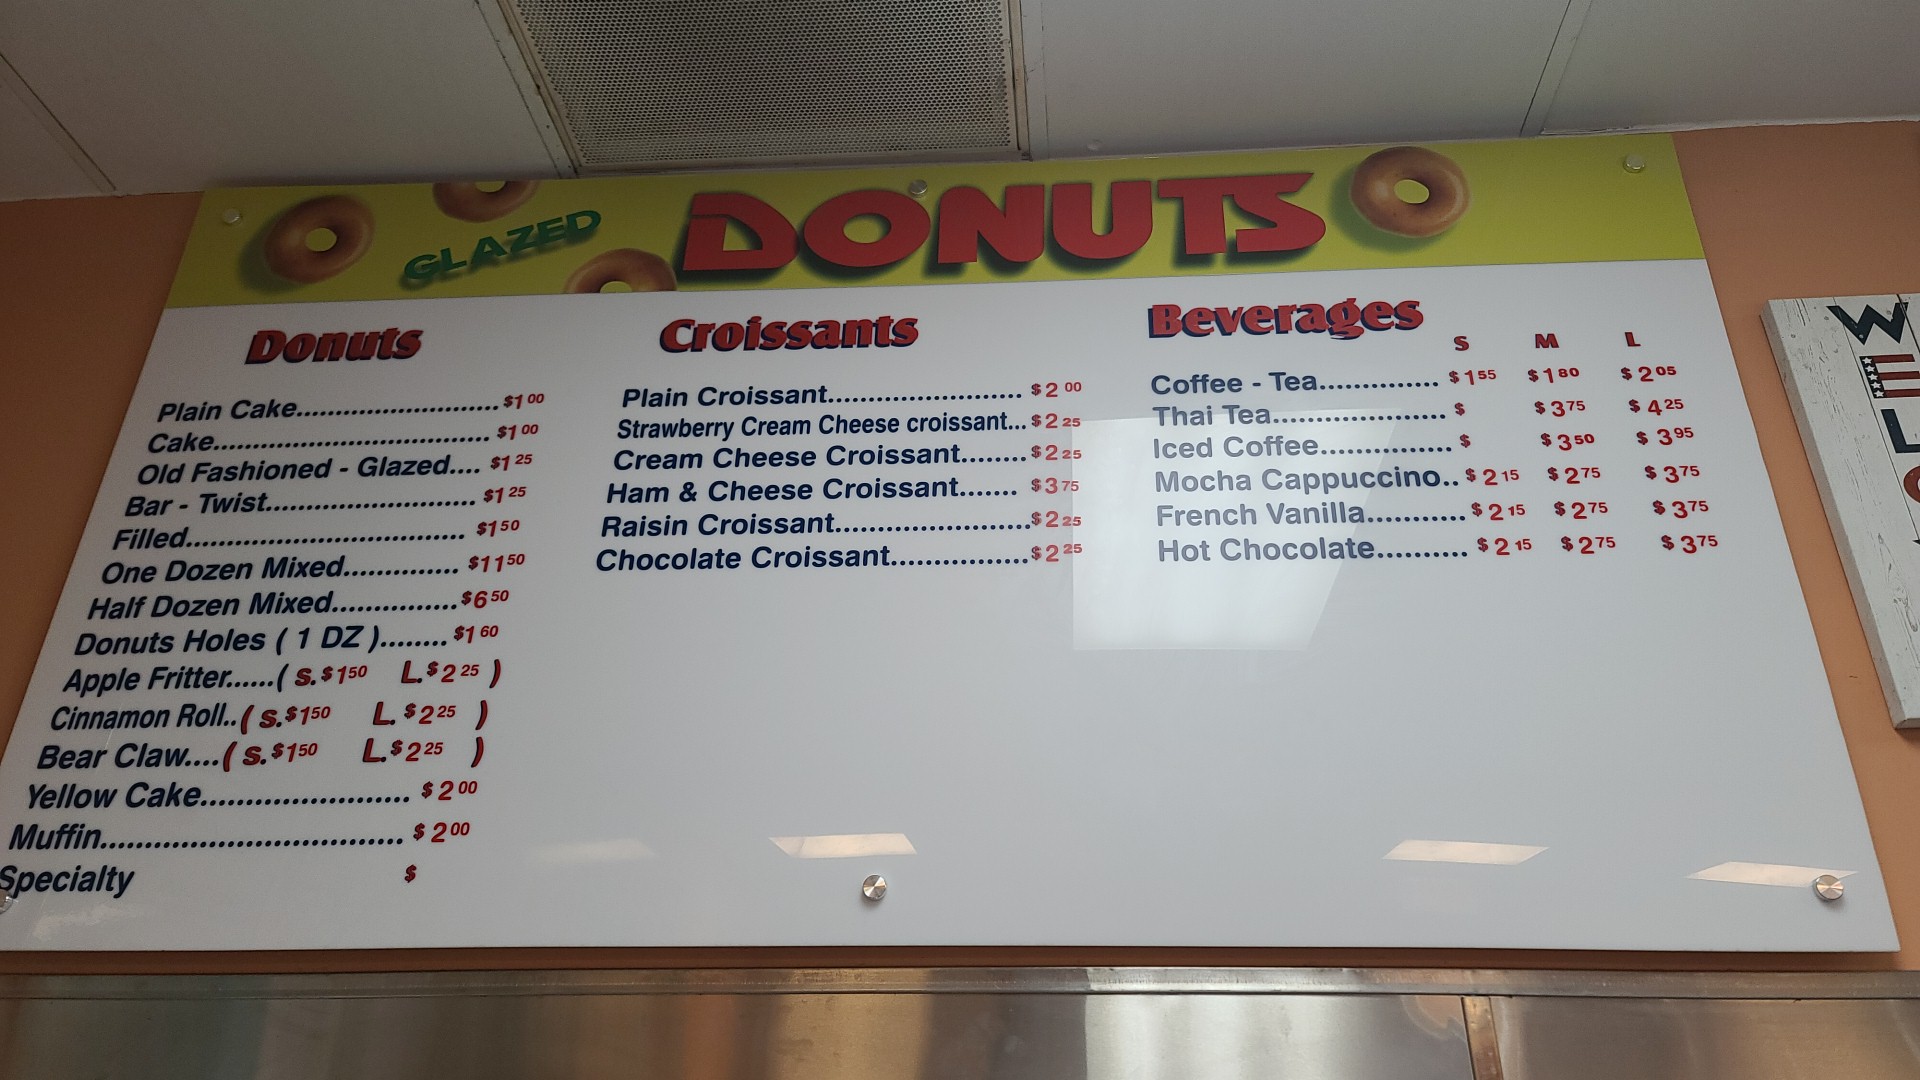 GLAZED DONUTS
Donuts
Plain Cake...........................$1 00
Cake.................................... $1 00
Old Fashioned - Glazed.... $1 25
Bar - Twist............................ $1 25
Filled..................................... $1 50
One Dozen Mixed............... $11 50
Half Dozen Mixed................$6 50
Donuts Holes ( 1 DZ )........ $1 60
Apple Fritter......( S.$1 50 L.$2 25 )
Cinnamon Roll..( S.$1 50 L. $2 25 )
Bear Claw....( S.$1 50 L.$2 25 )
Yellow Cake........................ $2 00
Muffin.................................. $2 00
Specialty $
Croissants
Plain Croissant...................... $2 00
Strawberry Cream Cheese croissant... $2 25
Cream Cheese Croissant........$2 25
Ham & Cheese Croissant....... $3 75
Raisin Croissant......................$2 25
Chocolate Croissant................$2 25
Beverages
S M L
Coffee - Tea.............. $1 55 $1 80 $2 05
Thai Tea.................... $ $3 75 $4 25
Iced Coffee............... $ $3 50 $3 95
Mocha Cappuccino.. $2 15 $2 75 $3 75
French Vanilla........... $2 15 $2 75 $3 75
Hot Chocolate.......... $2 15 $2 75 $3 75
W
E
L